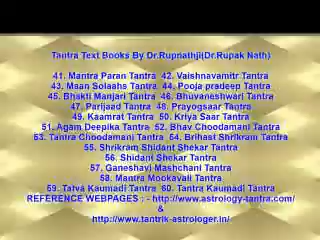 Tantra Text Books By Dr.Rupnathji(Dr.Rupak Nath)
41. Mantra Paran Tantra 42. Vaishnavamitr Tantra
43. Maan Solaahs Tantra 44. Pooja pradeep Tantra
45. Bhakti Manjari Tantra 46. Bhuvaneshwari Tantra
47. Parijaad Tantra 48. Prayogsaar Tantra
49. Kaamrat Tantra 50. Kriya Saar Tantra
51. Agam Deepika Tantra 52. Bhav Choodamani Tantra
53. Tantra Choodamani Tantra 54. Brihast Shrikram Tantra
55. Shrikram Shidant Shekar Tantra
56. Shidani Shekar Tantra
57. Ganeshavi Mashchani Tantra
58. Mantra Mookavali Tantra
59. Tatva Kaumadi Tantra 60. Tantra Kaumadi Tantra
REFERENCE WEBPAGES : - http://www.astrology-tantra.com/
&
http://www.tantrik-astrologer.in/